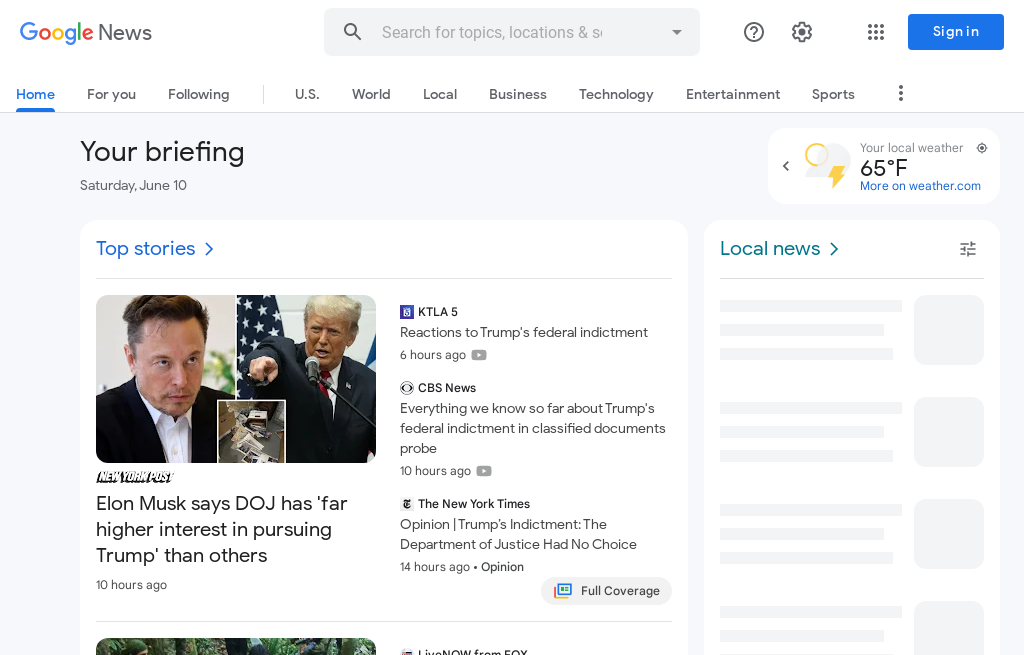 Google News
Search for topics, locations & so
Sign in
Home
For you
Following
U.S.
World
Local
Business
Technology
Entertainment
Sports
Your briefing
Saturday, June 10
Your local weather
65°F
More on weather.com
Top stories
Local news
NEW YORK POST
Elon Musk says DOJ has 'far
higher interest in pursuing
Trump' than others
10 hours ago
KTLA 5
Reactions to Trump's federal indictment
6 hours ago
CBS News
Everything we know so far about Trump's
federal indictment in classified documents
probe
10 hours ago
The New York Times
Opinion | Trump's Indictment: The
Department of Justice Had No Choice
14 hours ago • Opinion
Full Coverage
LiveNOW from FOX